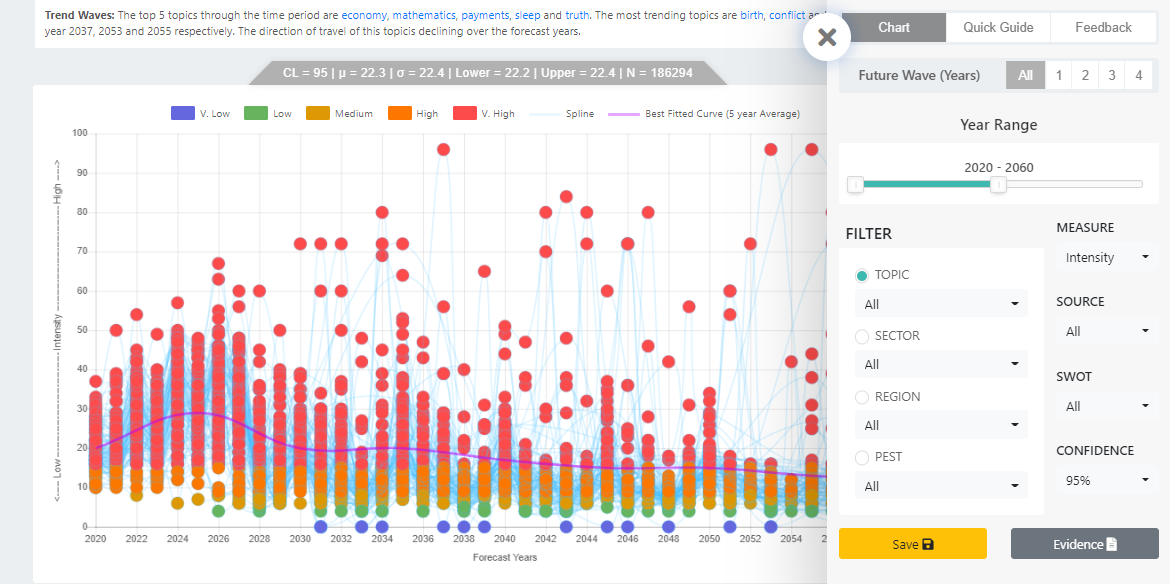 Trend Waves: The top 5 topics through the time period are economy, mathematics, payments, sleep and truth. The most trending topics are birth, conflict an
year 2037, 2053 and 2055 respectively. The direction of travel of this topicis declining over the forecast years.
CL = 95 | μ = 22.3 | σ = 22.4 | Lower = 22.2 | Upper = 22.4 | N = 186294
V. Low Low Medium High V. High Spline Best Fitted Curve (5 year Average)
100
90
80
70
60
50
40
30
20
10
0
<---- Low ---------------------Intensity --------------------- High ---->
2020 2022 2024 2026 2028 2030 2032 2034 2036 2038 2040 2042 2044 2046 2048 2050 2052 2054 2
Forecast Years
Chart Quick Guide Feedback
Future Wave (Years) All 1 2 3 4
Year Range
2020 - 2060
FILTER
TOPIC
All
SECTOR
All
REGION
All
PEST
All
MEASURE
Intensity
SOURCE
All
SWOT
All
CONFIDENCE
95%
Save
Evidence